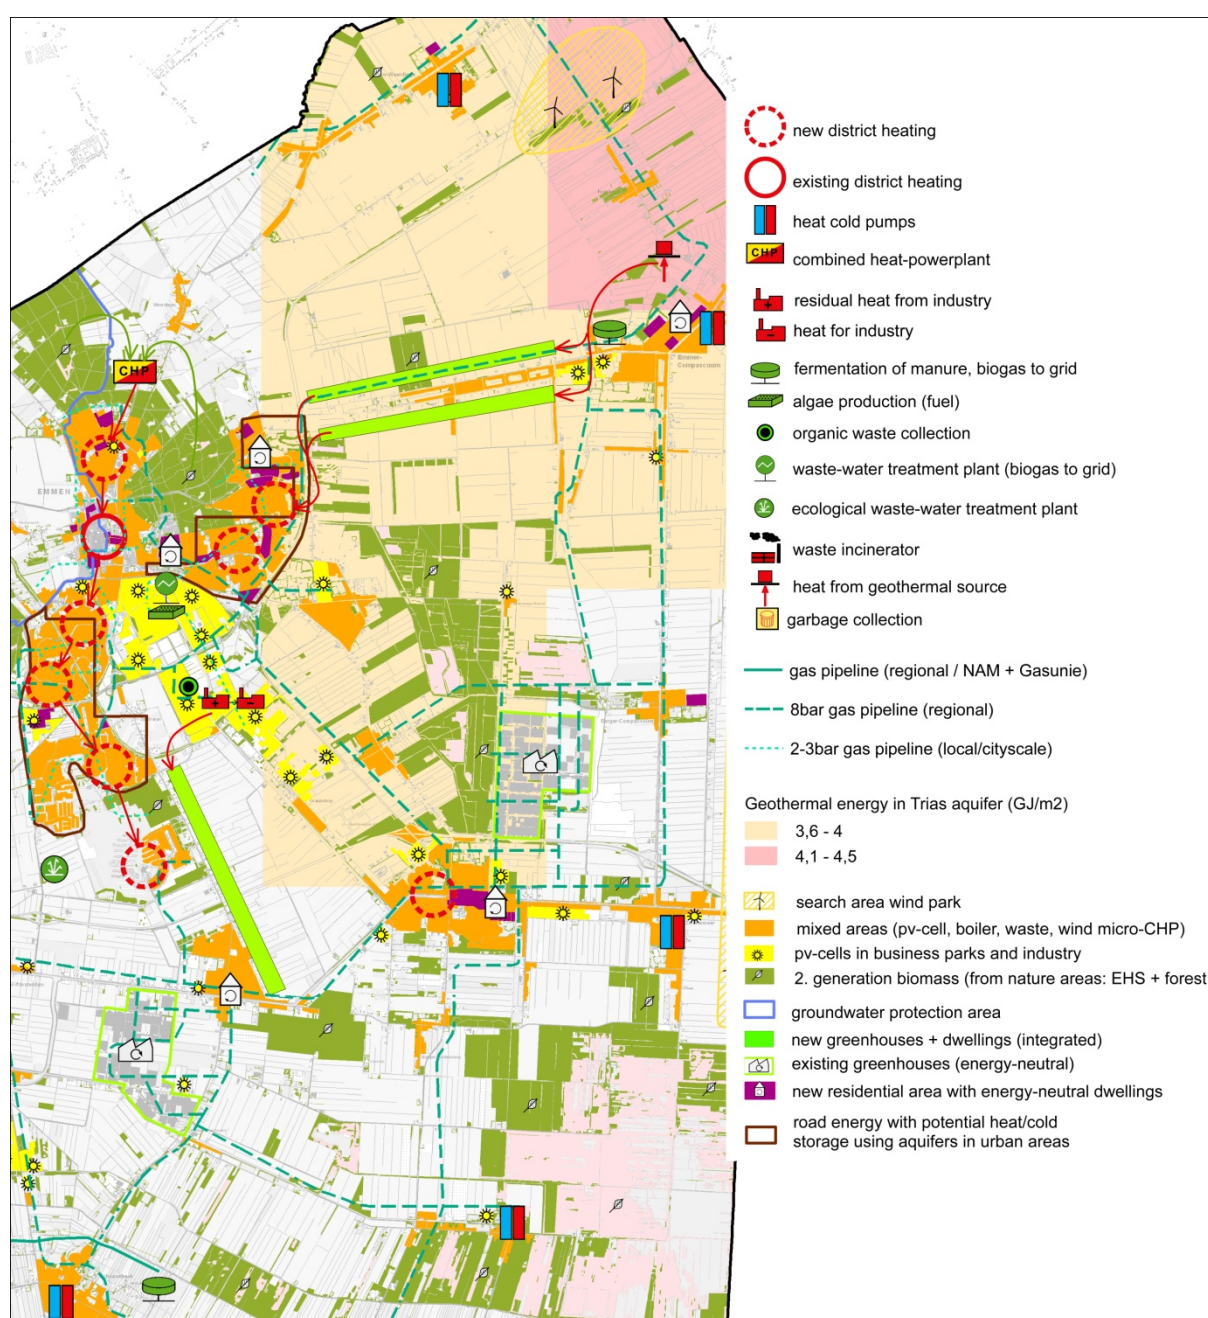 CHP
Emmer-
Compascuum
EMMEN
new district heating
existing district heating
heat cold pumps
CHP
combined heat-powerplant
residual heat from industry
heat for industry
fermentation of manure, biogas to grid
algae production (fuel)
organic waste collection
waste-water treatment plant (biogas to grid)
ecological waste-water treatment plant
waste incinerator
heat from geothermal source
garbage collection
gas pipeline (regional / NAM + Gasunie)
8bar gas pipeline (regional)
2-3bar gas pipeline (local/cityscale)
Geothermal energy in Trias aquifer (GJ/m2)
3,6 - 4
4,1 - 4,5
search area wind park
mixed areas (pv-cell, boiler, waste, wind micro-CHP)
pv-cells in business parks and industry
2. generation biomass (from nature areas: EHS + forest
groundwater protection area
new greenhouses + dwellings (integrated)
existing greenhouses (energy-neutral)
new residential area with energy-neutral dwellings
road energy with potential heat/cold
storage using aquifers in urban areas